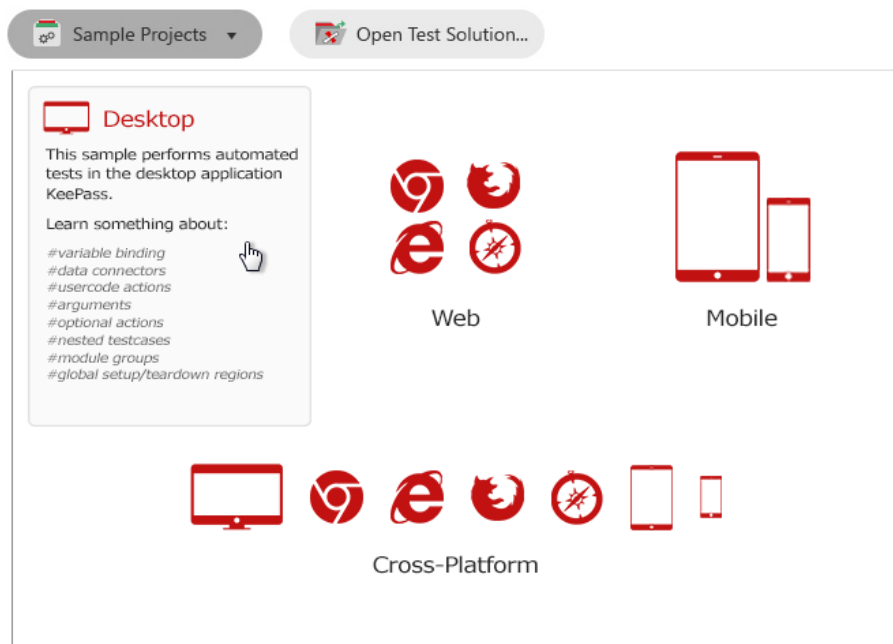 Sample Projects
Open Test Solution...
Desktop
This sample performs automated
tests in the desktop application
KeePass.
Learn something about:
#variable binding
#data connectors
#usercode actions
#arguments
#optional actions
#nested testcases
#module groups
#global setup/teardown regions
Web
Mobile
Cross-Platform